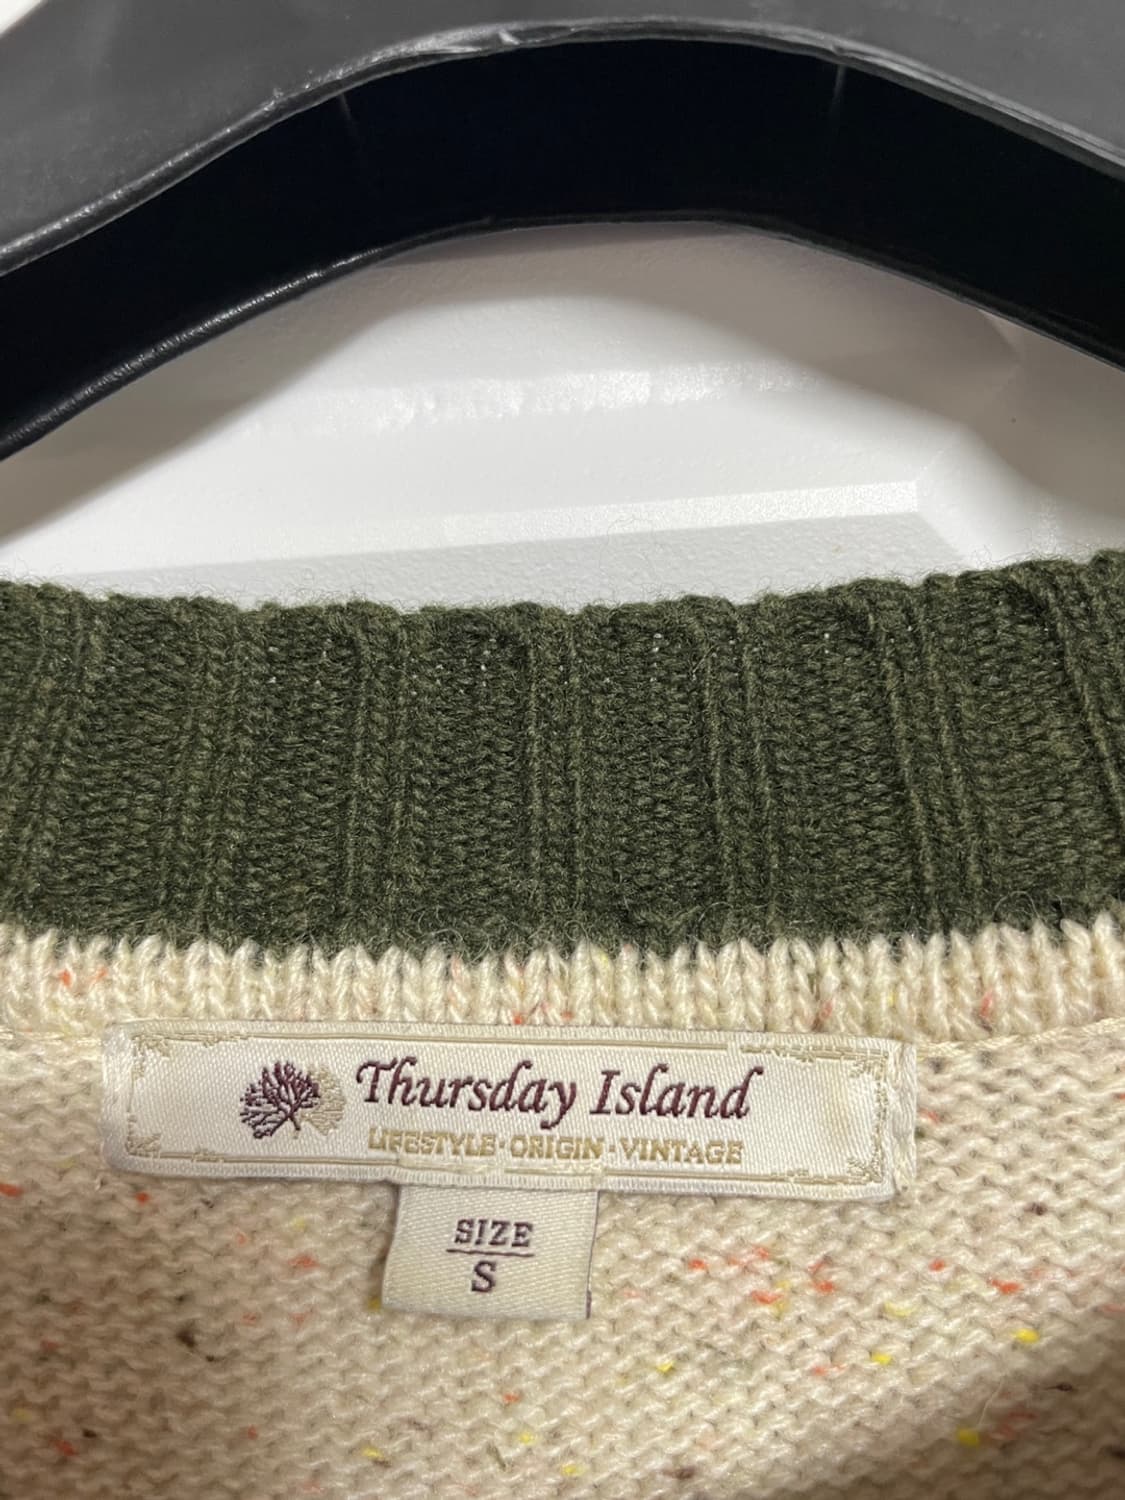 Thursday Island
LIFESTYLE·ORIGIN·VINTAGE
SIZE
S